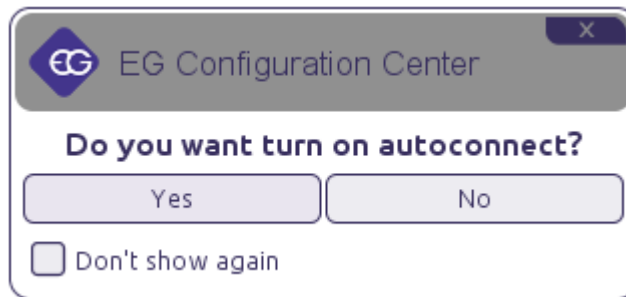 X
EG EG Configuration Center
Do you want turn on autoconnect?
Yes No
Don't show again